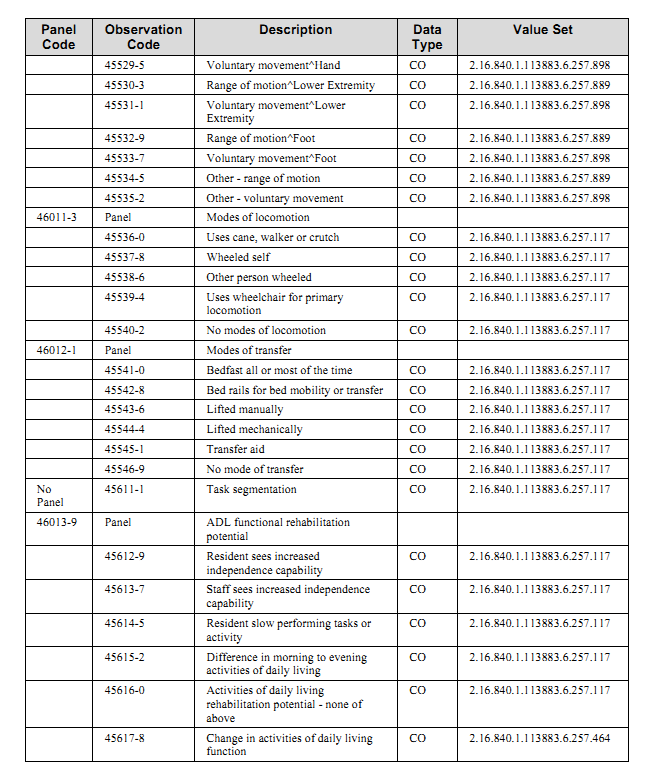 Panel Code Observation Code Description Data Type Value Set
45529-5 Voluntary movement^Hand CO 2.16.840.1.113883.6.257.898
45530-3 Range of motion^Lower Extremity CO 2.16.840.1.113883.6.257.889
45531-1 Voluntary movement^Lower Extremity CO 2.16.840.1.113883.6.257.898
45532-9 Range of motion^Foot CO 2.16.840.1.113883.6.257.889
45533-7 Voluntary movement^Foot CO 2.16.840.1.113883.6.257.898
45534-5 Other - range of motion CO 2.16.840.1.113883.6.257.889
45535-2 Other - voluntary movement CO 2.16.840.1.113883.6.257.898
46011-3 Panel Modes of locomotion
45536-0 Uses cane, walker or crutch CO 2.16.840.1.113883.6.257.117
45537-8 Wheeled self CO 2.16.840.1.113883.6.257.117
45538-6 Other person wheeled CO 2.16.840.1.113883.6.257.117
45539-4 Uses wheelchair for primary locomotion CO 2.16.840.1.113883.6.257.117
45540-2 No modes of locomotion CO 2.16.840.1.113883.6.257.117
46012-1 Panel Modes of transfer
45541-0 Bedfast all or most of the time CO 2.16.840.1.113883.6.257.117
45542-8 Bed rails for bed mobility or transfer CO 2.16.840.1.113883.6.257.117
45543-6 Lifted manually CO 2.16.840.1.113883.6.257.117
45544-4 Lifted mechanically CO 2.16.840.1.113883.6.257.117
45545-1 Transfer aid CO 2.16.840.1.113883.6.257.117
45546-9 No mode of transfer CO 2.16.840.1.113883.6.257.117
No Panel 45611-1 Task segmentation CO 2.16.840.1.113883.6.257.117
46013-9 Panel ADL functional rehabilitation potential
45612-9 Resident sees increased independence capability CO 2.16.840.1.113883.6.257.117
45613-7 Staff sees increased independence capability CO 2.16.840.1.113883.6.257.117
45614-5 Resident slow performing tasks or activity CO 2.16.840.1.113883.6.257.117
45615-2 Difference in morning to evening activities of daily living CO 2.16.840.1.113883.6.257.117
45616-0 Activities of daily living rehabilitation potential - none of above CO 2.16.840.1.113883.6.257.117
45617-8 Change in activities of daily living function CO 2.16.840.1.113883.6.257.464